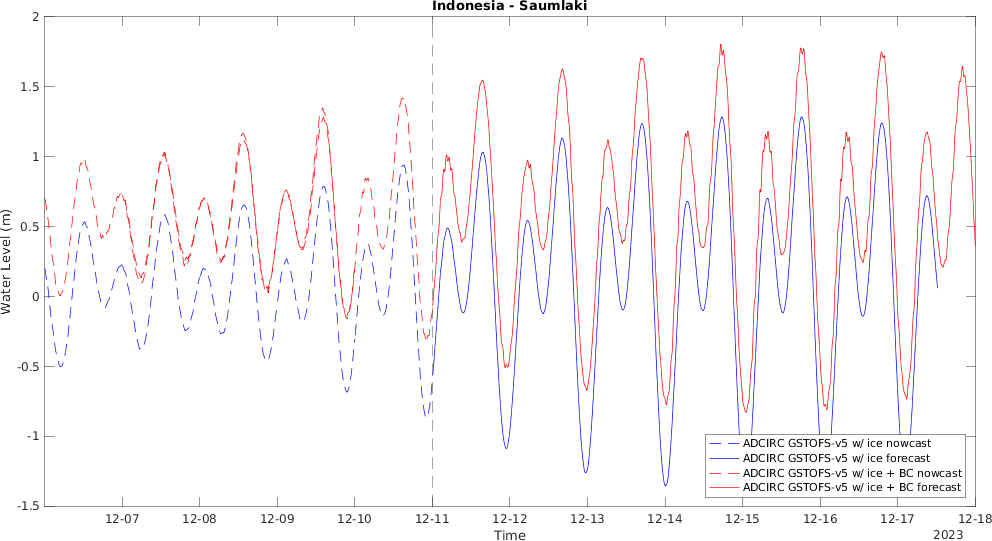 Indonesia - Saumlaki
2
1.5
1
0.5
0
-0.5
-1
-1.5
Water Level (m)
ADCIRC GSTOFS-v5 w/ ice nowcast
ADCIRC GSTOFS-v5 w/ ice forecast
ADCIRC GSTOFS-v5 w/ ice + BC nowcast
ADCIRC GSTOFS-v5 w/ ice + BC forecast
12-07 12-08 12-09 12-10 12-11 12-12 12-13 12-14 12-15 12-16 12-17 12-18
Time
2023